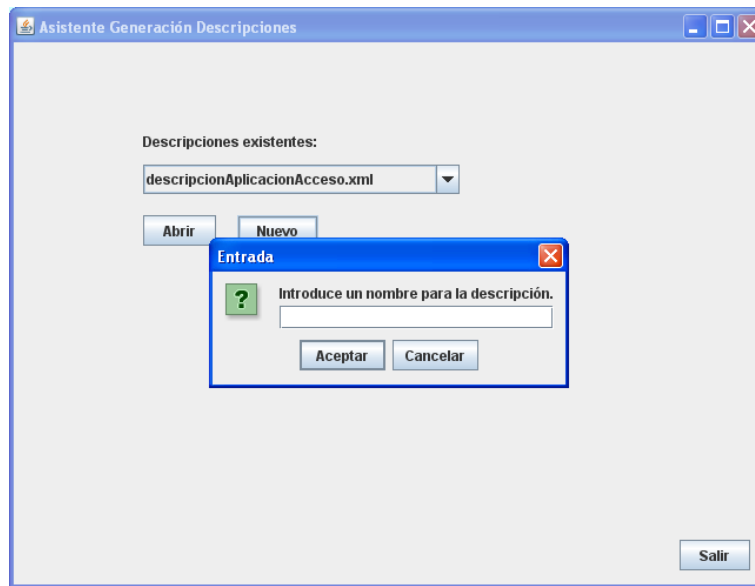 Asistente Generación Descripciones
Descripciones existentes:
descripcionAplicacionAcceso.xml
Abrir Nuevo
Entrada
? Introduce un nombre para la descripción.
Aceptar Cancelar
Salir